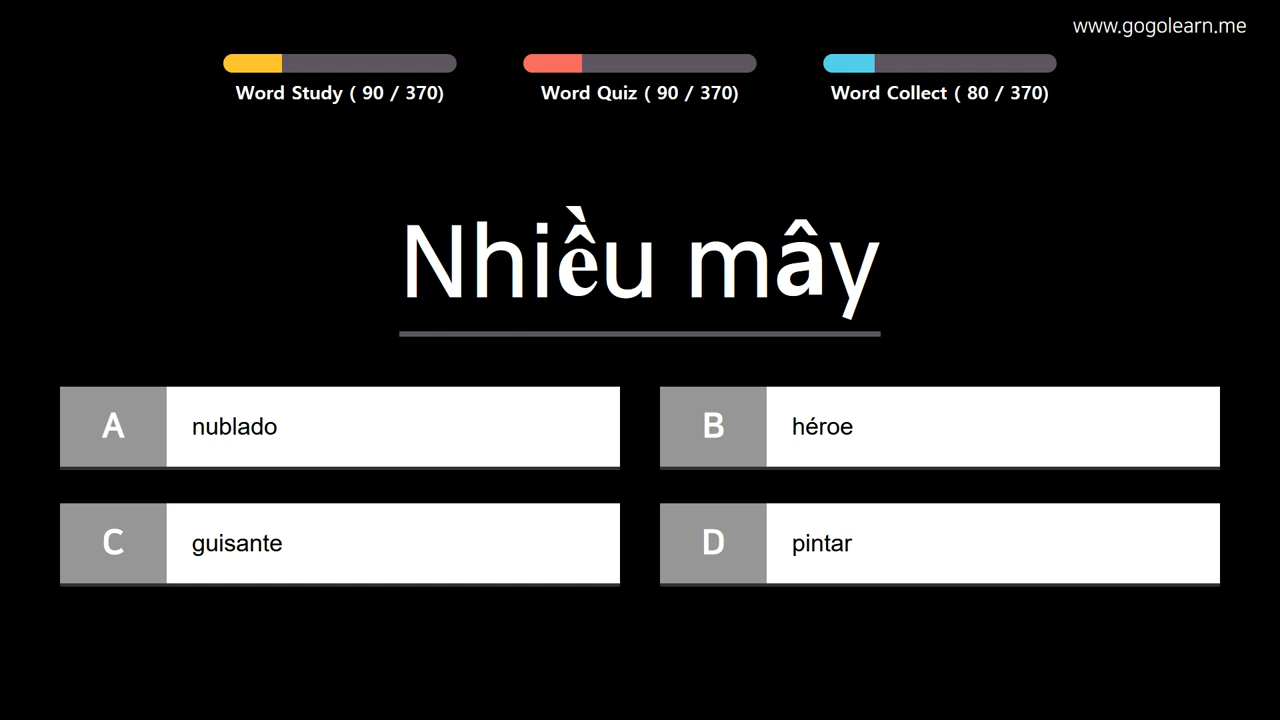 www.gogolearn.me
Word Study ( 90 / 370)
Word Quiz ( 90 / 370)
Word Collect ( 80 / 370)
Nhiều mây
A nublado
B héroe
C guisante
D pintar